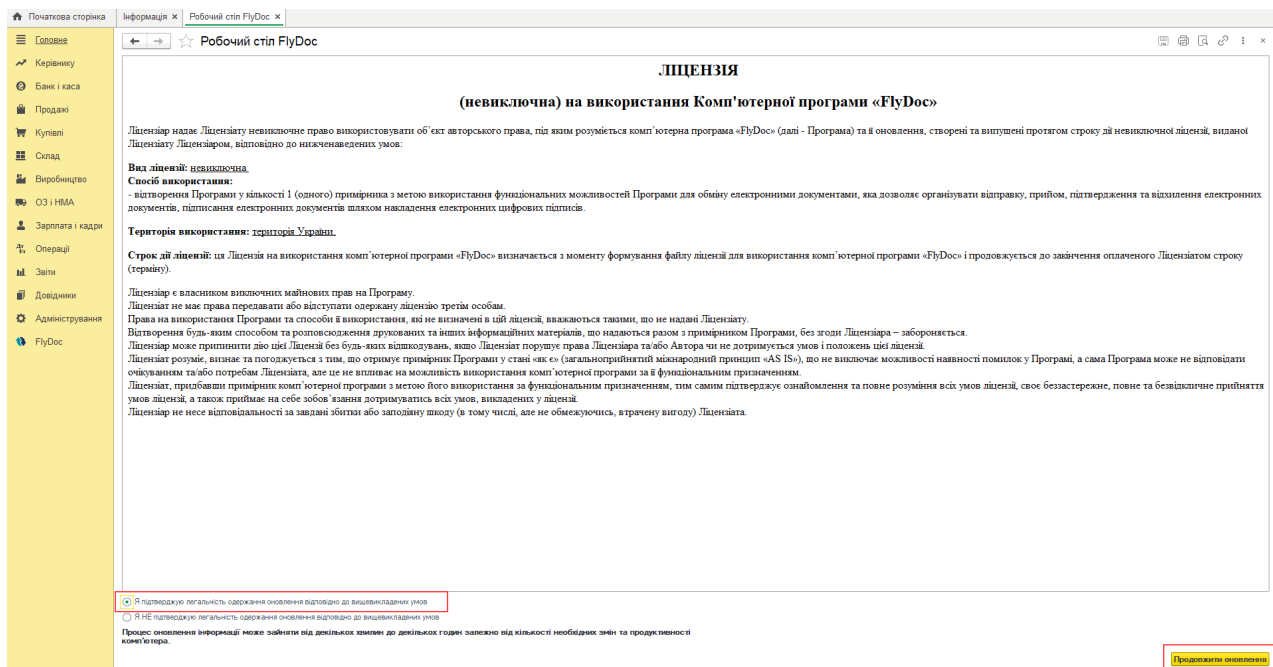 Початкова сторінка
Інформація ×
Робочий стіл FlyDoc ×
Головне
Керівнику
Банк і каса
Продажі
Купівлі
Склад
Виробництво
ОЗ і НМА
Зарплата і кадри
Операції
Звіти
Довідники
Адміністрування
FlyDoc
Робочий стіл FlyDoc
ЛІЦЕНЗІЯ
(невиключна) на використання Комп'ютерної програми «FlyDoc»
Ліцензіар надає Ліцензіату невиключне право використовувати об'єкт авторського права, під яким розуміється комп'ютерна програма «FlyDoc» (далі - Програма) та її оновлення, створені та випущені протягом строку дії невиключної ліцензії, виданої
Ліцензіату Ліцензіаром, відповідно до нижченаведених умов:
Вид ліцензії: невиключна.
Спосіб використання:
- відтворення Програми у кількості 1 (одного) примірника з метою використання функціональних можливостей Програми для обміну електронними документами, яка дозволяє організувати відправку, прийом, підтвердження та відхилення електронних
документів, підписання електронних документів шляхом накладення електронних цифрових підписів.
Територія використання: територія України.
Строк дії ліцензії: ця Ліцензія на використання комп'ютерної програми «FlyDoc» визначається з моменту формування файлу ліцензії для використання комп'ютерної програми «FlyDoc» і продовжується до закінчення оплаченого Ліцензіатом строку
(терміну).
Ліцензіар є власником виключних майнових прав на Програму.
Ліцензіат не має права передавати або відступати одержану ліцензію третім особам.
Права на використання Програми та способи її використання, які не визначені в цій ліцензії, вважаються такими, що не надані Ліцензіату.
Відтворення будь-яким способом та розповсюдження друкованих та інших інформаційних матеріалів, що надаються разом з примірником Програми, без згоди Ліцензіара – забороняється.
Ліцензіар може припинити дію цієї Ліцензії без будь-яких відшкодувань, якщо Ліцензіат порушує права Ліцензіара та/або Автора чи не дотримується умов і положень цієї ліцензії.
Ліцензіат розуміє, визнає та погоджується з тим, що отримує примірник Програми у стані «як є» (загальноприйнятий міжнародний принцип «AS IS»), що не виключає можливості наявності помилок у Програмі, а сама Програма може не відповідати
очікуванням та/або потребам Ліцензіата, але це не впливає на можливість використання комп'ютерної програми за її функціональним призначенням.
Ліцензіат, придбавши примірник комп'ютерної програми з метою його використання за функціональним призначенням, тим самим підтверджує ознайомлення та повне розуміння всіх умов ліцензії, своє беззастережне, повне та безвідкличне прийняття
умов ліцензії, а також приймає на себе зобов'язання дотримуватись всіх умов, викладених у ліцензії.
Ліцензіар не несе відповідальності за завдані збитки або заподіяну шкоду (в тому числі, але не обмежуючись, втрачену вигоду) Ліцензіата.
Я підтверджую легальність одержання оновлення відповідно до вищевикладених умов
Я НЕ підтверджую легальність одержання оновлення відповідно до вищевикладених умов
Процес оновлення інформації може зайняти від декількох хвилин до декількох годин залежно від кількості необхідних змін та продуктивності
комп'ютера.
Продовжити оновлення